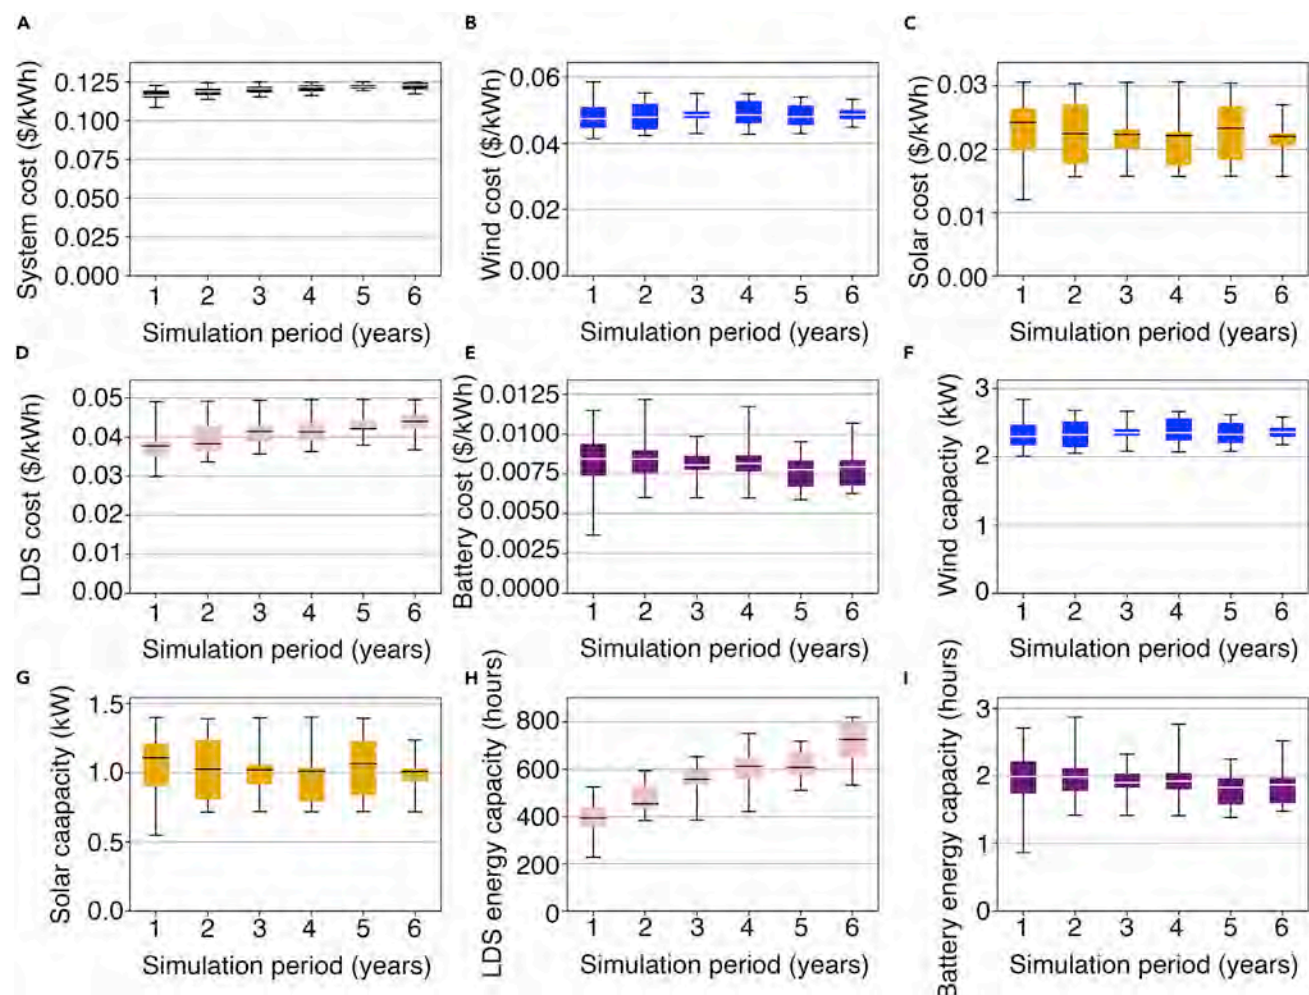 A
System cost ($/kWh)
0.125
0.100
0.075
0.050
0.025
0.000
1 2 3 4 5 6
Simulation period (years)
B
Wind cost ($/kWh)
0.06
0.04
0.02
0.00
1 2 3 4 5 6
Simulation period (years)
C
Solar cost ($/kWh)
0.03
0.02
0.01
0.00
1 2 3 4 5 6
Simulation period (years)
D
LDS cost ($/kWh)
0.05
0.04
0.03
0.02
0.01
0.00
1 2 3 4 5 6
Simulation period (years)
E
Battery cost ($/kWh)
0.0125
0.0100
0.0075
0.0050
0.0025
0.0000
1 2 3 4 5 6
Simulation period (years)
F
Wind capactiy (kW)
3
2
1
0
1 2 3 4 5 6
Simulation period (years)
G
Solar caapacity (kW)
1.5
1.0
0.5
0.0
1 2 3 4 5 6
Simulation period (years)
H
LDS energy capacity (hours)
800
600
400
200
0
1 2 3 4 5 6
Simulation period (years)
I
Battery energy capacity (hours)
3
2
1
0
1 2 3 4 5 6
Simulation period (years)